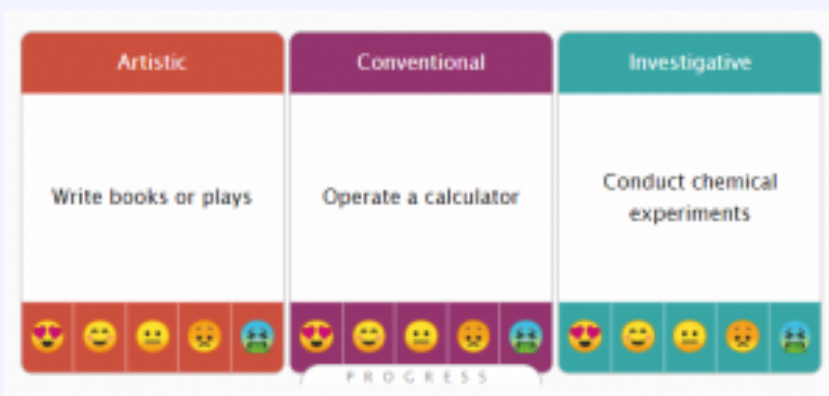 Artistic
Conventional
Investigative
Write books or plays
Operate a calculator
Conduct chemical
experiments
PROGRESS